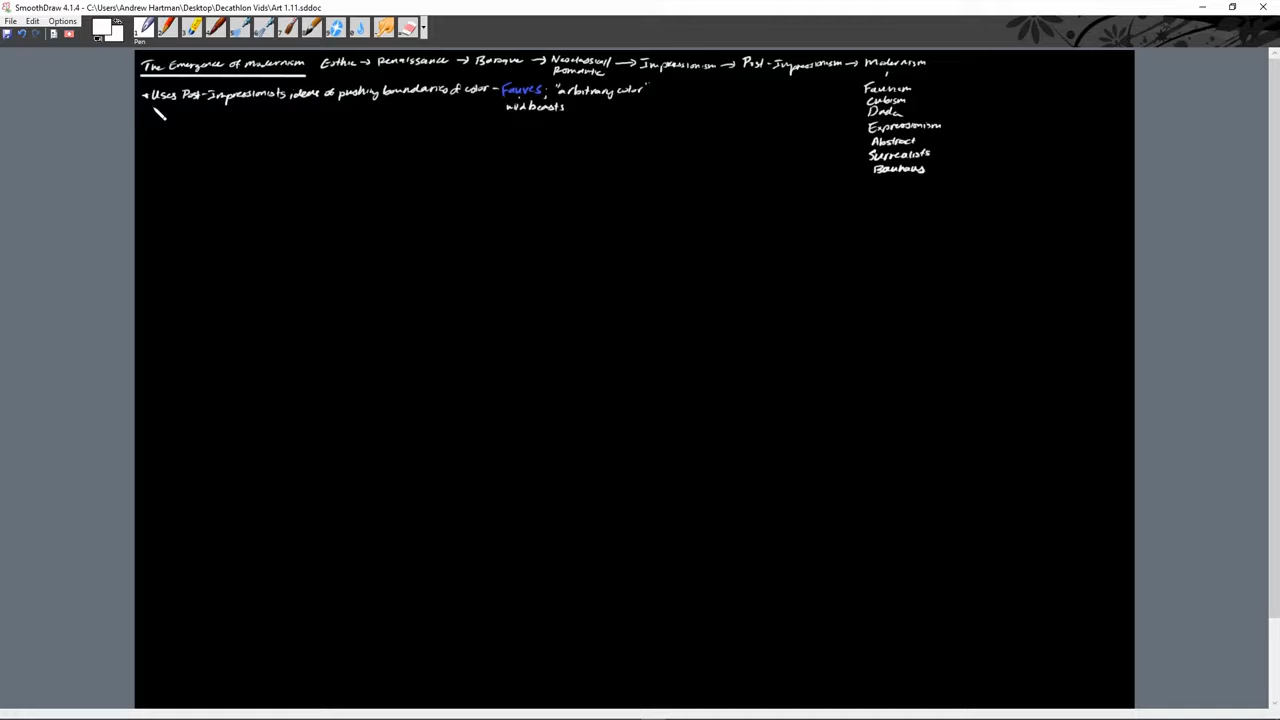 SmoothDraw 4.1.4 - C:\Users\Andrew Hartman\Desktop\Decathlon Vids\Art 1.11.sddoc
File Edit Options
Pen
The Emergence of Modernism Gothic → Renaissance → Baroque → Neoclassical/ Romantic → Impressionism → Post-Impressionism → Modernism
• Uses Post-Impressionists ideas of pushing boundaries of color - Fauves; "arbitrary color"
wild beasts
Fauvism
Cubism
Dada
Expressionism
Abstract
Surrealists
Bauhaus